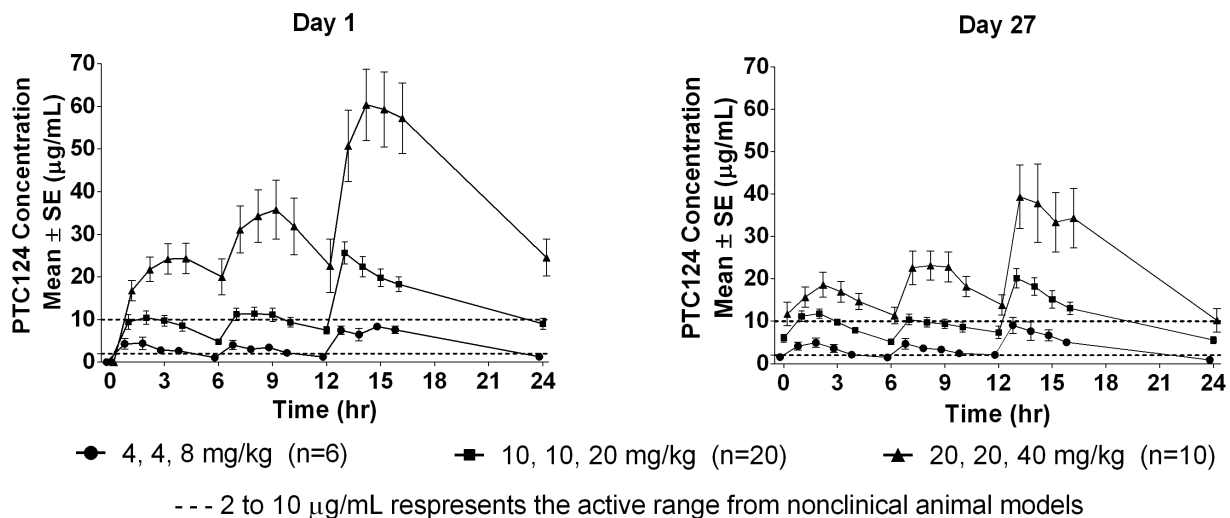 Day 1
PTC124 Concentration
Mean ± SE (μg/mL)
70
60
50
40
30
20
10
0
0 3 6 9 12 15 18 21 24
Time (hr)
Day 27
PTC124 Concentration
Mean ± SE (μg/mL)
70
60
50
40
30
20
10
0
0 3 6 9 12 15 18 21 24
Time (hr)
4, 4, 8 mg/kg (n=6) 10, 10, 20 mg/kg (n=20) 20, 20, 40 mg/kg (n=10)
--- 2 to 10 μg/mL respresents the active range from nonclinical animal models